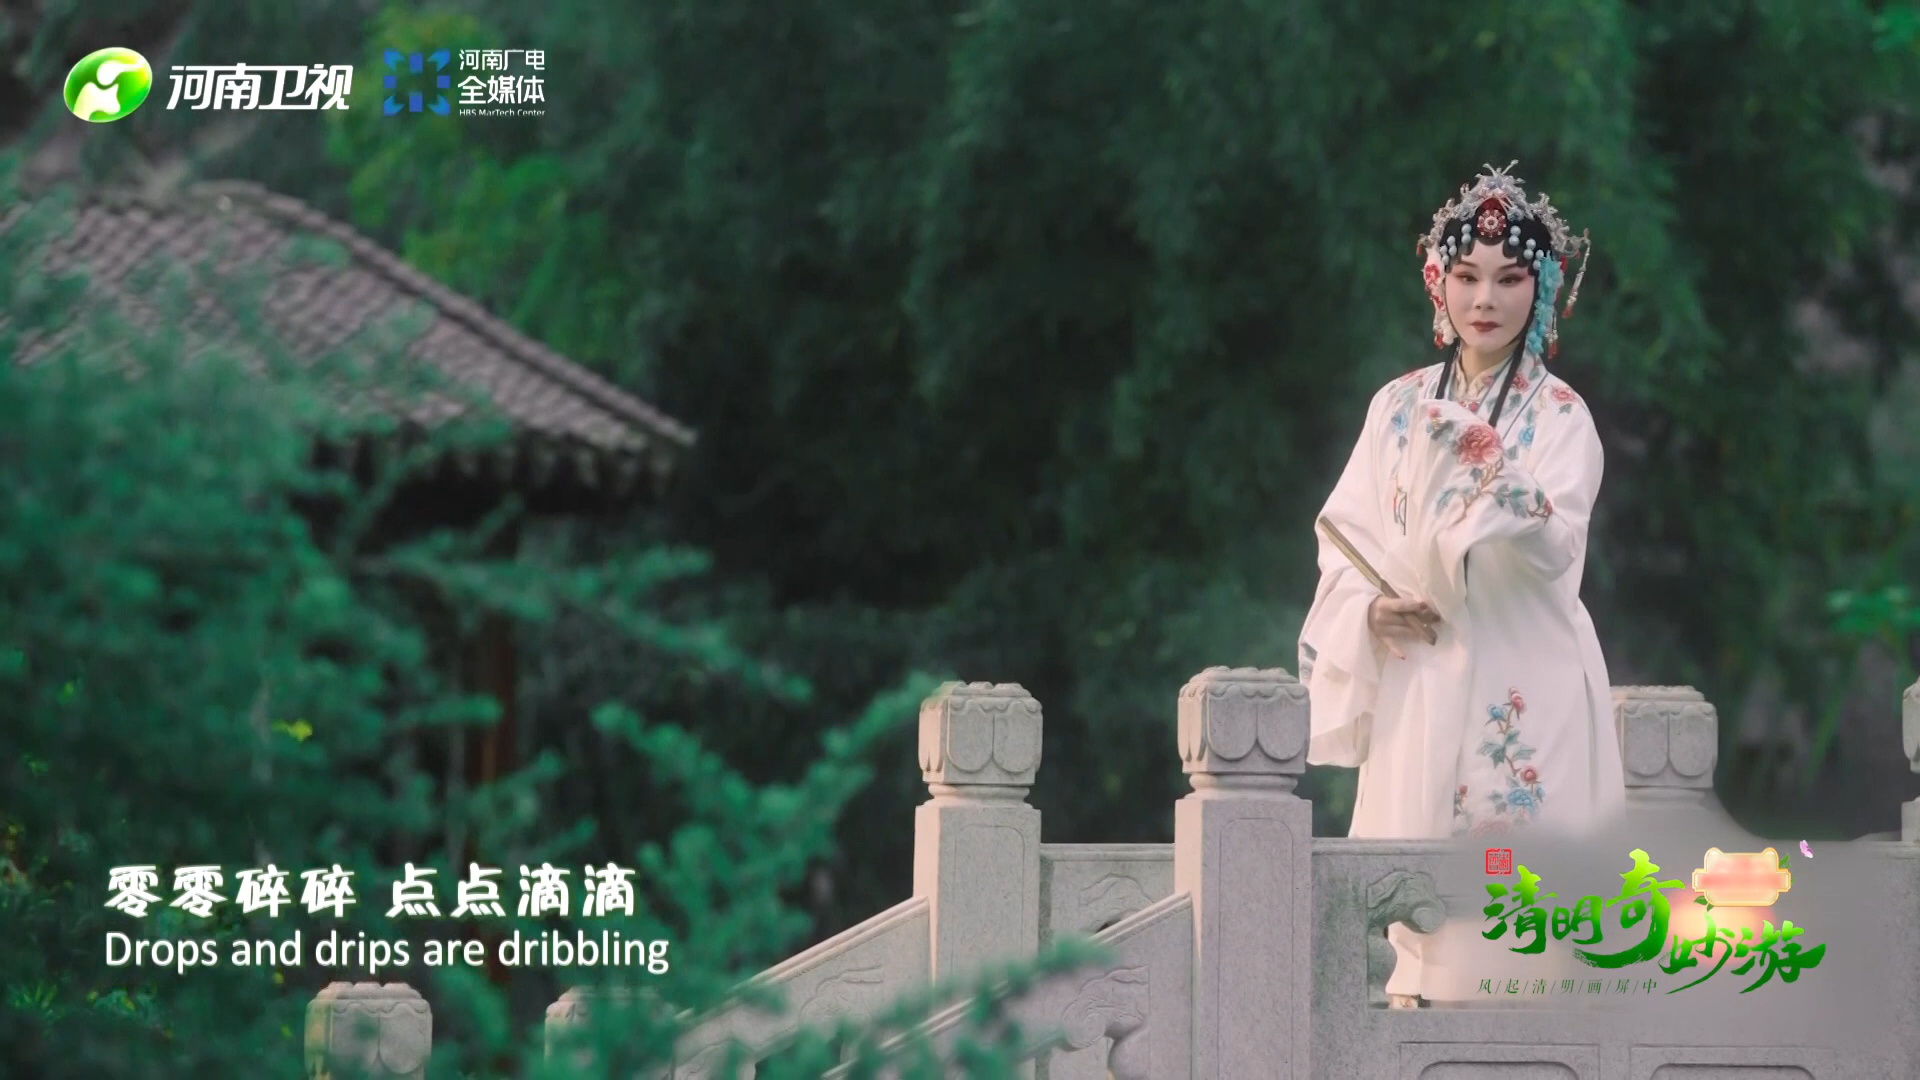 河南卫视
河南广电
全媒体
HBS MarTech Center
零零碎碎 点点滴滴
Drops and drips are dribbling
清明奇妙游
风/起/清/明/画/屏/中